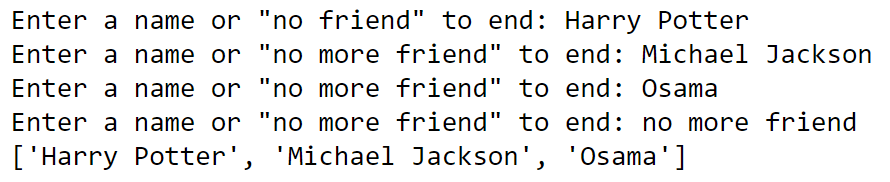 Enter a name or "no friend" to end: Harry Potter
Enter a name or "no more friend" to end: Michael Jackson
Enter a name or "no more friend" to end: Osama
Enter a name or "no more friend" to end: no more friend
['Harry Potter', 'Michael Jackson', 'Osama']